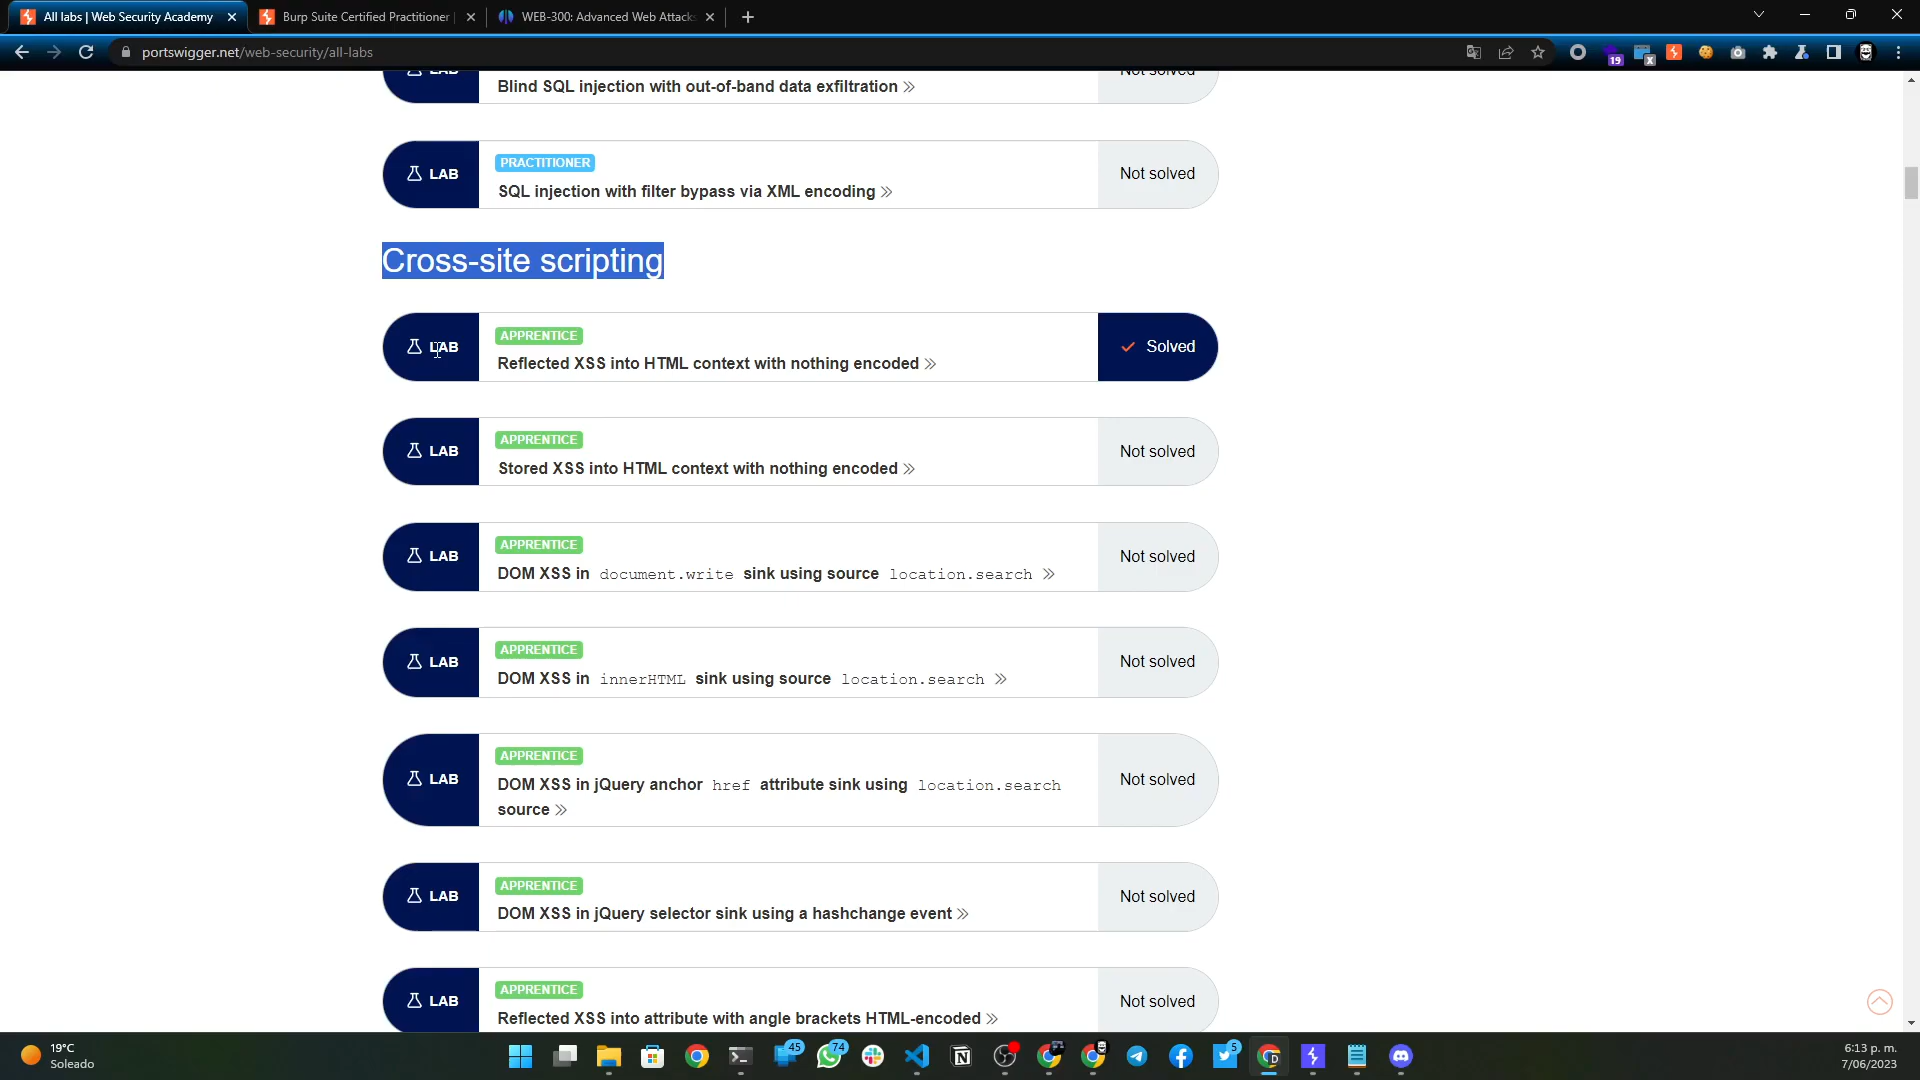 All labs | Web Security Academy
Burp Suite Certified Practitioner
WEB-300: Advanced Web Attacks
portswigger.net/web-security/all-labs
19
LAB
Blind SQL injection with out-of-band data exfiltration
Not solved
PRACTITIONER
LAB
SQL injection with filter bypass via XML encoding
Not solved
Cross-site scripting
APPRENTICE
LAB
Reflected XSS into HTML context with nothing encoded
Solved
APPRENTICE
LAB
Stored XSS into HTML context with nothing encoded
Not solved
APPRENTICE
LAB
DOM XSS in document.write sink using source location.search
Not solved
APPRENTICE
LAB
DOM XSS in innerHTML sink using source location.search
Not solved
APPRENTICE
LAB
DOM XSS in jQuery anchor href attribute sink using location.search
source
Not solved
APPRENTICE
LAB
DOM XSS in jQuery selector sink using a hashchange event
Not solved
APPRENTICE
LAB
Reflected XSS into attribute with angle brackets HTML-encoded
Not solved
19°C
Soleado
45
74
5
6:13 p. m.
7/06/2023